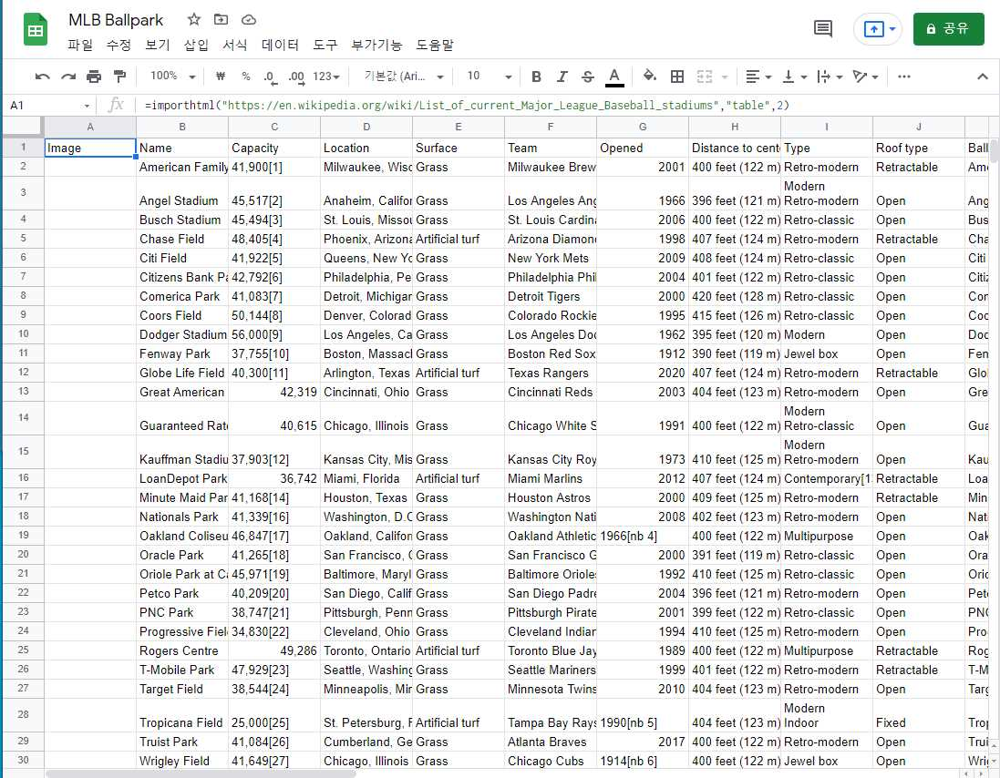 MLB Ballpark
파일 수정 보기 삽입 서식 데이터 도구 부가기능 도움말
공유
100% ₩ % .0 .00 123 기본값 (Ari... 10 B I S A
A1 fx =importhtml("https://en.wikipedia.org/wiki/List_of_current_Major_League_Baseball_stadiums","table",2)
A B C D E F G H I J
1 Image Name Capacity Location Surface Team Opened Distance to cente Type Roof type Ball
2 American Family 41,900[1] Milwaukee, Wisc Grass Milwaukee Brew 2001 400 feet (122 m) Retro-modern Retractable Ame
Modern
3 Angel Stadium 45,517[2] Anaheim, Califor Grass Los Angeles Ang 1966 396 feet (121 m) Retro-modern Open Ang
4 Busch Stadium 45,494[3] St. Louis, Missou Grass St. Louis Cardina 2006 400 feet (122 m) Retro-classic Open Bus
5 Chase Field 48,405[4] Phoenix, Arizona Artificial turf Arizona Diamond 1998 407 feet (124 m) Retro-modern Retractable Cha
6 Citi Field 41,922[5] Queens, New Yo Grass New York Mets 2009 408 feet (124 m) Retro-classic Open Citi
7 Citizens Bank Pa 42,792[6] Philadelphia, Pe Grass Philadelphia Phil 2004 401 feet (122 m) Retro-classic Open Citiz
8 Comerica Park 41,083[7] Detroit, Michigan Grass Detroit Tigers 2000 420 feet (128 m) Retro-classic Open Com
9 Coors Field 50,144[8] Denver, Colorad Grass Colorado Rockie 1995 415 feet (126 m) Retro-classic Open Coo
10 Dodger Stadium 56,000[9] Los Angeles, Ca Grass Los Angeles Dod 1962 395 feet (120 m) Modern Open Dod
11 Fenway Park 37,755[10] Boston, Massach Grass Boston Red Sox 1912 390 feet (119 m) Jewel box Open Fen
12 Globe Life Field 40,300[11] Arlington, Texas Artificial turf Texas Rangers 2020 407 feet (124 m) Retro-modern Retractable Glo
13 Great American 42,319 Cincinnati, Ohio Grass Cincinnati Reds 2003 404 feet (123 m) Retro-modern Open Gre
Modern
14 Guaranteed Rate 40,615 Chicago, Illinois Grass Chicago White S 1991 400 feet (122 m) Retro-classic Open Gua
Modern
15 Kauffman Stadiu 37,903[12] Kansas City, Mis Grass Kansas City Roy 1973 410 feet (125 m) Retro-modern Open Kau
16 LoanDepot Park 36,742 Miami, Florida Artificial turf Miami Marlins 2012 407 feet (124 m) Contemporary[1 Retractable Loa
17 Minute Maid Par 41,168[14] Houston, Texas Grass Houston Astros 2000 409 feet (125 m) Retro-modern Retractable Min
18 Nationals Park 41,339[16] Washington, D.C Grass Washington Nati 2008 402 feet (123 m) Retro-modern Open Nat
19 Oakland Coliseu 46,847[17] Oakland, Californ Grass Oakland Athletic 1966[nb 4] 400 feet (122 m) Multipurpose Open Oak
20 Oracle Park 41,265[18] San Francisco, C Grass San Francisco G 2000 391 feet (119 m) Retro-classic Open Ora
21 Oriole Park at Ca 45,971[19] Baltimore, Maryl Grass Baltimore Orioles 1992 410 feet (125 m) Retro-classic Open Orio
22 Petco Park 40,209[20] San Diego, Calif Grass San Diego Padre 2004 396 feet (121 m) Retro-modern Open Pet
23 PNC Park 38,747[21] Pittsburgh, Penn Grass Pittsburgh Pirate 2001 399 feet (122 m) Retro-classic Open PNC
24 Progressive Fiel 34,830[22] Cleveland, Ohio Grass Cleveland Indian 1994 410 feet (125 m) Retro-modern Open Pro
25 Rogers Centre 49,286 Toronto, Ontario Artificial turf Toronto Blue Jay 1989 400 feet (122 m) Multipurpose Retractable Rog
26 T-Mobile Park 47,929[23] Seattle, Washing Grass Seattle Mariners 1999 401 feet (122 m) Retro-modern Retractable T-M
27 Target Field 38,544[24] Minneapolis, Min Grass Minnesota Twins 2010 404 feet (123 m) Retro-modern Open Targ
Modern
28 Tropicana Field 25,000[25] St. Petersburg, F Artificial turf Tampa Bay Rays 1990[nb 5] 404 feet (123 m) Indoor Fixed Trop
29 Truist Park 41,084[26] Cumberland, Ge Grass Atlanta Braves 2017 400 feet (122 m) Retro-modern Open Trui
30 Wrigley Field 41,649[27] Chicago, Illinois Grass Chicago Cubs 1914[nb 6] 400 feet (122 m) Jewel box Open Wrig